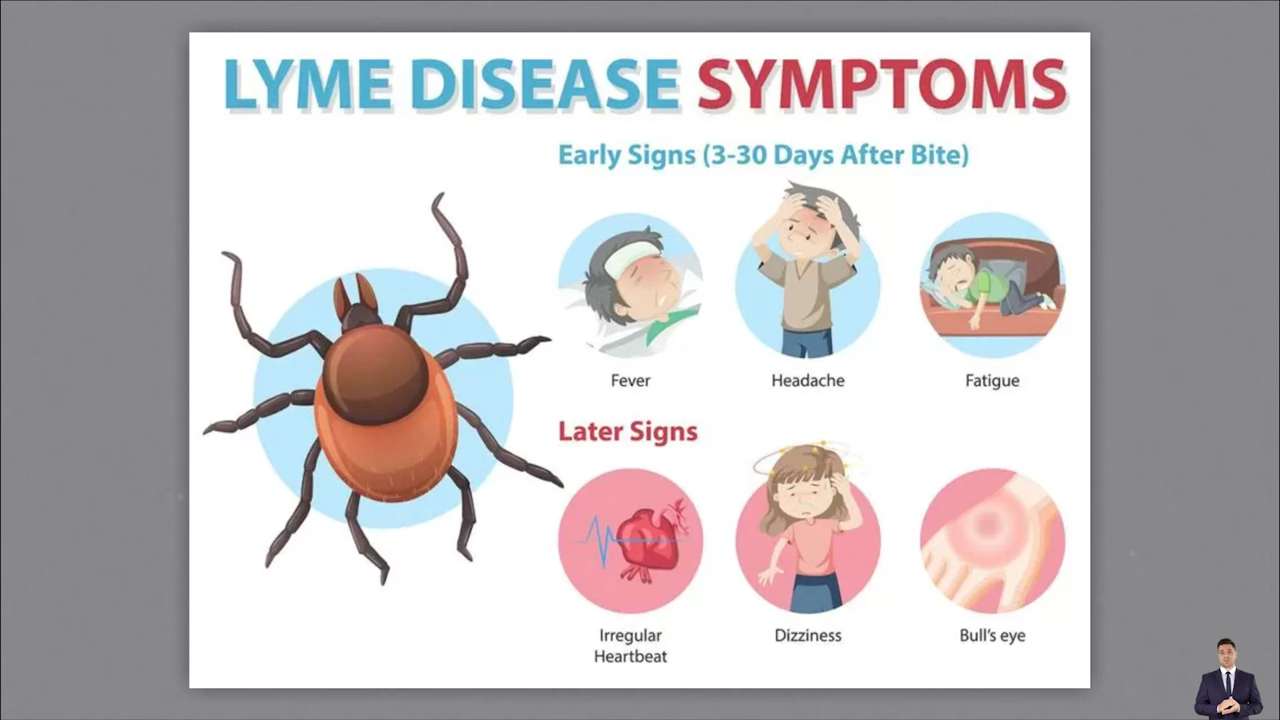 LYME DISEASE SYMPTOMS
Early Signs (3-30 Days After Bite)
Fever
Headache
Fatigue
Later Signs
Irregular
Heartbeat
Dizziness
Bull's eye